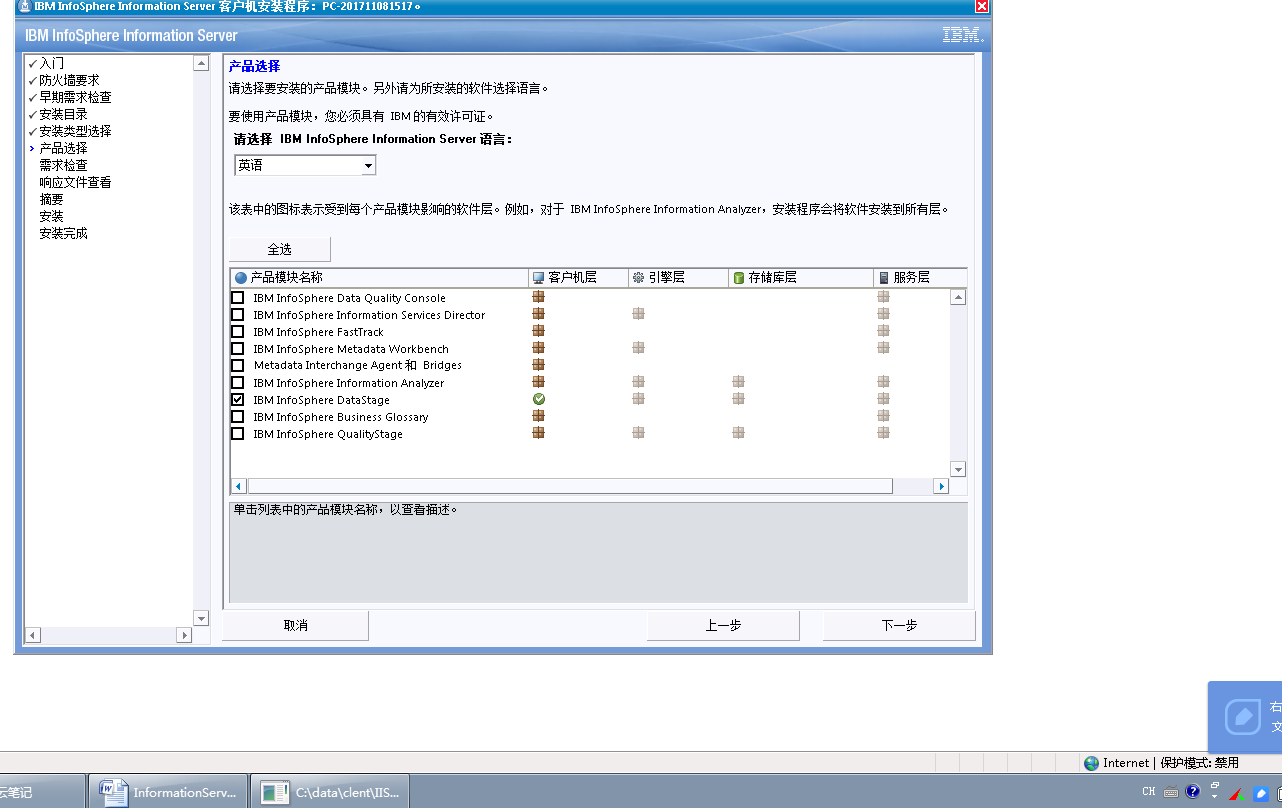 IBM InfoSphere Information Server 客户机安装程序：PC-201711081517。
IBM InfoSphere Information Server
IBM.
✓入门
✓防火墙要求
✓早期需求检查
✓安装目录
✓安装类型选择
产品选择
需求检查
响应文件查看
摘要
安装
安装完成
产品选择
请选择要安装的产品模块。另外请为所安装的软件选择语言。
要使用产品模块，您必须具有 IBM 的有效许可证。
请选择 IBM InfoSphere Information Server 语言：
英语
该表中的图标表示受到每个产品模块影响的软件层。例如，对于 IBM InfoSphere Information Analyzer，安装程序会将软件安装到所有层。
全选
产品模块名称 客户机层 引擎层 存储库层 服务层
IBM InfoSphere Data Quality Console
IBM InfoSphere Information Services Director
IBM InfoSphere FastTrack
IBM InfoSphere Metadata Workbench
Metadata Interchange Agent 和 Bridges
IBM InfoSphere Information Analyzer
IBM InfoSphere DataStage
IBM InfoSphere Business Glossary
IBM InfoSphere QualityStage
单击列表中的产品模块名称，以查看描述。
取消 上一步 下一步
右
文
Internet | 保护模式: 禁用
云笔记 InformationServ... C:\data\clent\IIS... CH